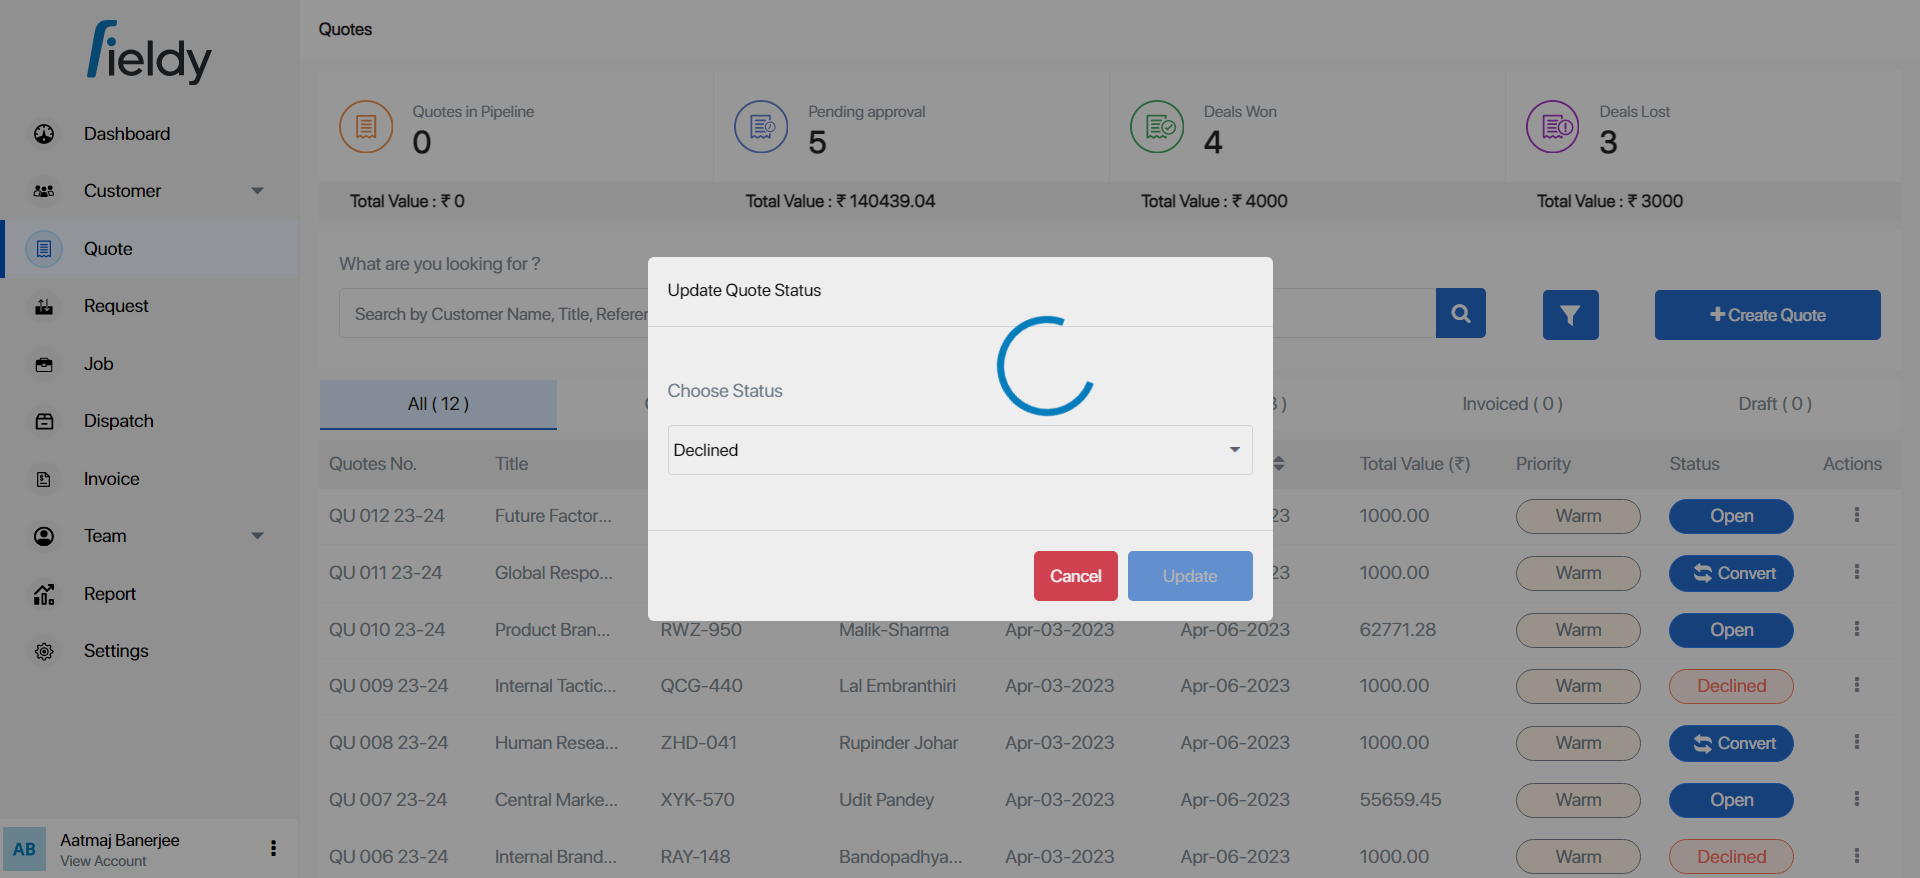 fieldy
Quotes
Dashboard
Customer
Quote
Request
Job
Dispatch
Invoice
Team
Report
Settings
AB
Aatmaj Banerjee
View Account
Quotes in Pipeline
0
Total Value : ₹ 0
Pending approval
5
Total Value : ₹ 140439.04
Deals Won
4
Total Value : ₹ 4000
Deals Lost
3
Total Value : ₹ 3000
What are you looking for ?
Search by Customer Name, Title, Referen
Create Quote
Update Quote Status
Choose Status
Declined
Cancel
Update
All ( 12 )
Invoiced ( 0 )
Draft ( 0 )
Quotes No. Title Total Value (₹) Priority Status Actions
QU 012 23-24 Future Factor... 23 1000.00 Warm Open
QU 011 23-24 Global Respo... 23 1000.00 Warm Convert
QU 010 23-24 Product Bran... RWZ-950 Malik-Sharma Apr-03-2023 Apr-06-2023 62771.28 Warm Open
QU 009 23-24 Internal Tactic... QCG-440 Lal Embranthiri Apr-03-2023 Apr-06-2023 1000.00 Warm Declined
QU 008 23-24 Human Resea... ZHD-041 Rupinder Johar Apr-03-2023 Apr-06-2023 1000.00 Warm Convert
QU 007 23-24 Central Marke... XYK-570 Udit Pandey Apr-03-2023 Apr-06-2023 55659.45 Warm Open
QU 006 23-24 Internal Brand... RAY-148 Bandopadhya... Apr-03-2023 Apr-06-2023 1000.00 Warm Declined